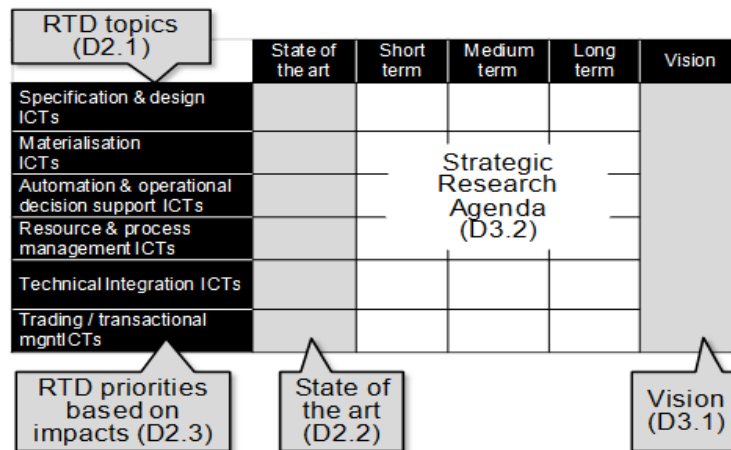 RTD topics
(D2.1)
State of
the art
Short
term
Medium
term
Long
term
Vision
Specification & design
ICTs
Materialisation
ICTs
Automation & operational
decision support ICTs
Resource & process
management ICTs
Technical Integration ICTs
Trading / transactional
mgntlCTs
Strategic
Research
Agenda
(D3.2)
RTD priorities
based on
impacts (D2.3)
State of
the art
(D2.2)
Vision
(D3.1)